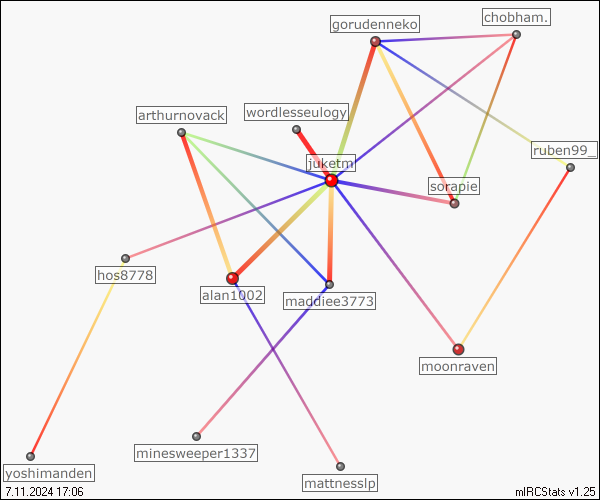 chobham.
gorudenneko
wordlesseulogy
arthurnovack
ruben99_
juketm
sorapie
hos8778
alan1002
maddiee3773
moonraven
minesweeper1337
yoshimanden
mattnesslp
7.11.2024 17:06
mIRCStats v1.25